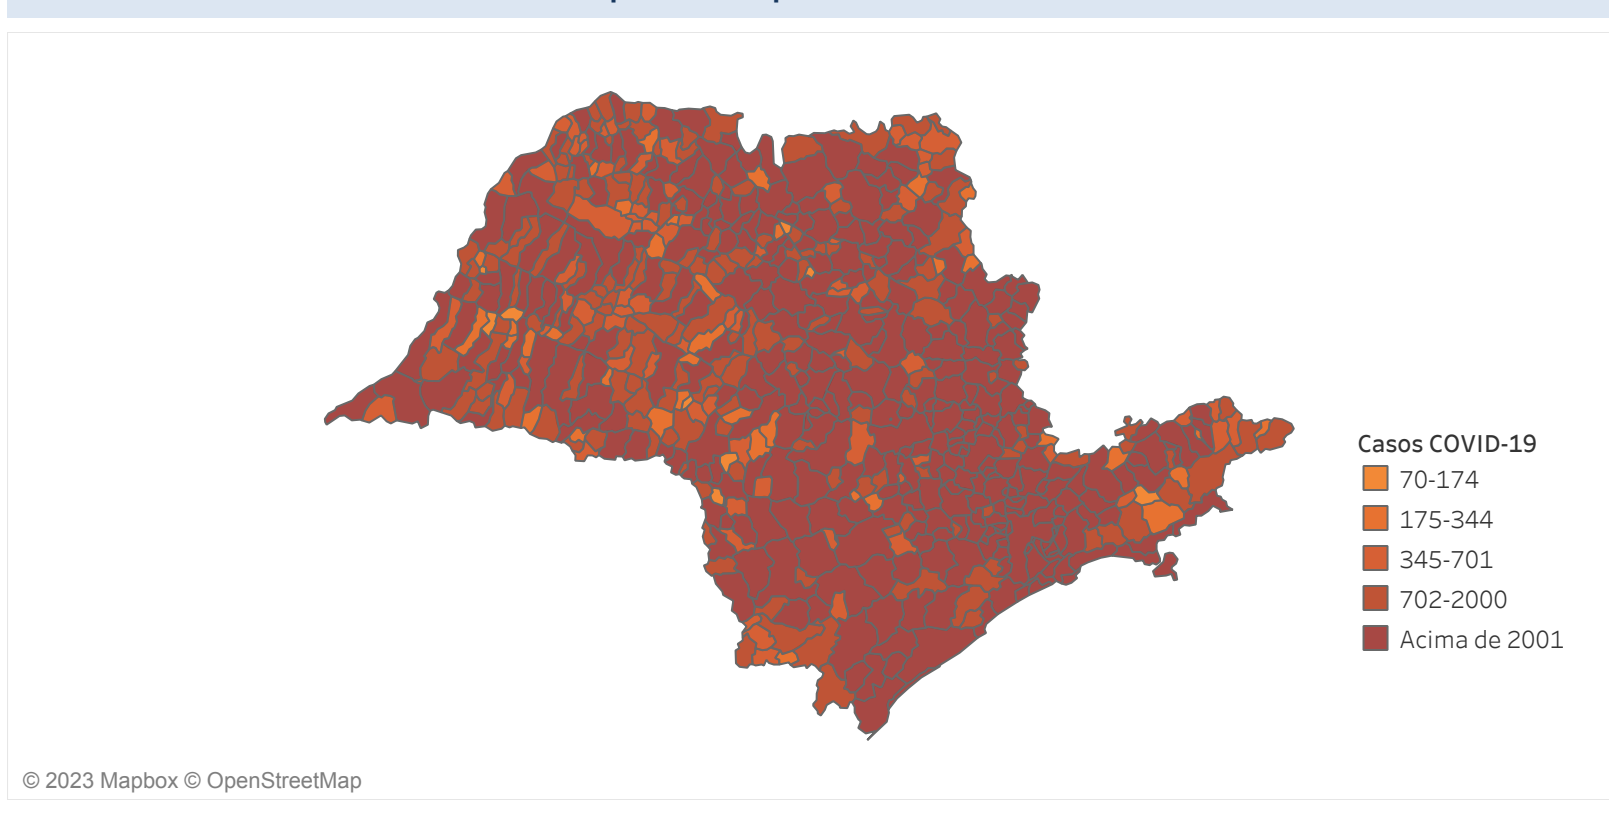 Casos COVID-19
70-174
175-344
345-701
702-2000
Acima de 2001
© 2023 Mapbox © OpenStreetMap